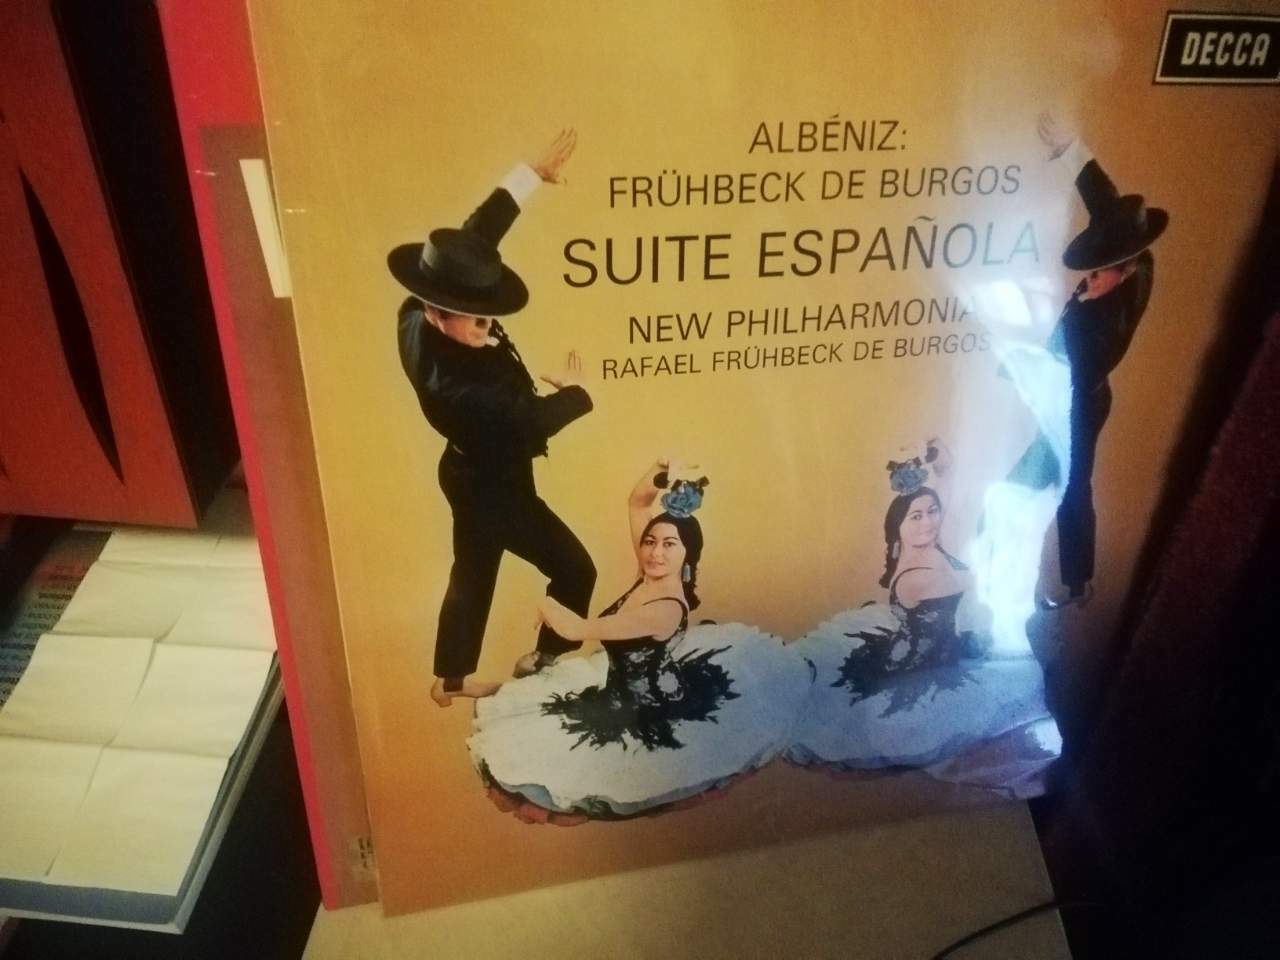 DECCA
ALBÉNIZ:
FRÜHBECK DE BURGOS
SUITE ESPAÑOLA
NEW PHILHARMONIA
RAFAEL FRÜHBECK DE BURGOS